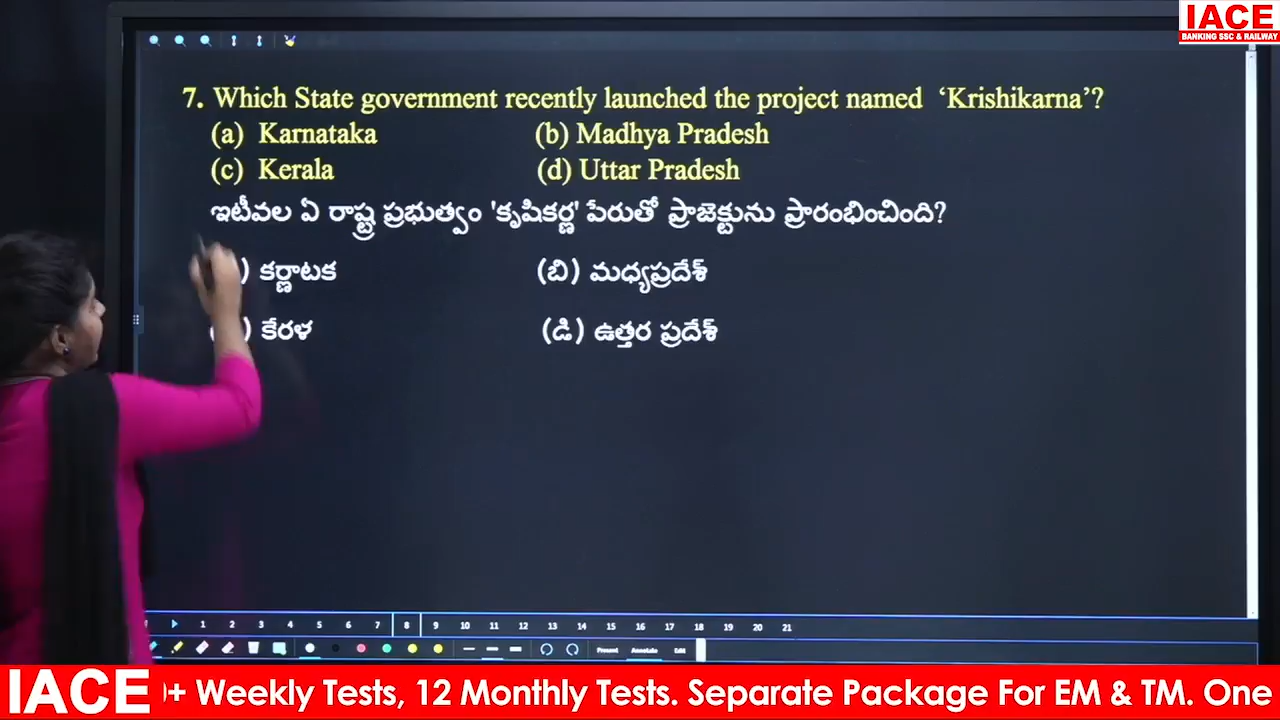 IACE
BANKING SSC & RAILWAY
7. Which State government recently launched the project named ‘Krishikarna’?
(a) Karnataka (b) Madhya Pradesh
(c) Kerala (d) Uttar Pradesh
ఇటీవల ఏ రాష్ట్ర ప్రభుత్వం 'కృషికర్ణ' పేరుతో ప్రాజెక్టును ప్రారంభించింది?
) కర్ణాటక (బి) మధ్యప్రదేశ్
) కేరళ (డి) ఉత్తర ప్రదేశ్
1 2 3 4 5 6 7 8 9 10 11 12 13 14 15 16 17 18 19 20 21
Present Annotate Edit
IACE + Weekly Tests, 12 Monthly Tests. Separate Package For EM & TM. One